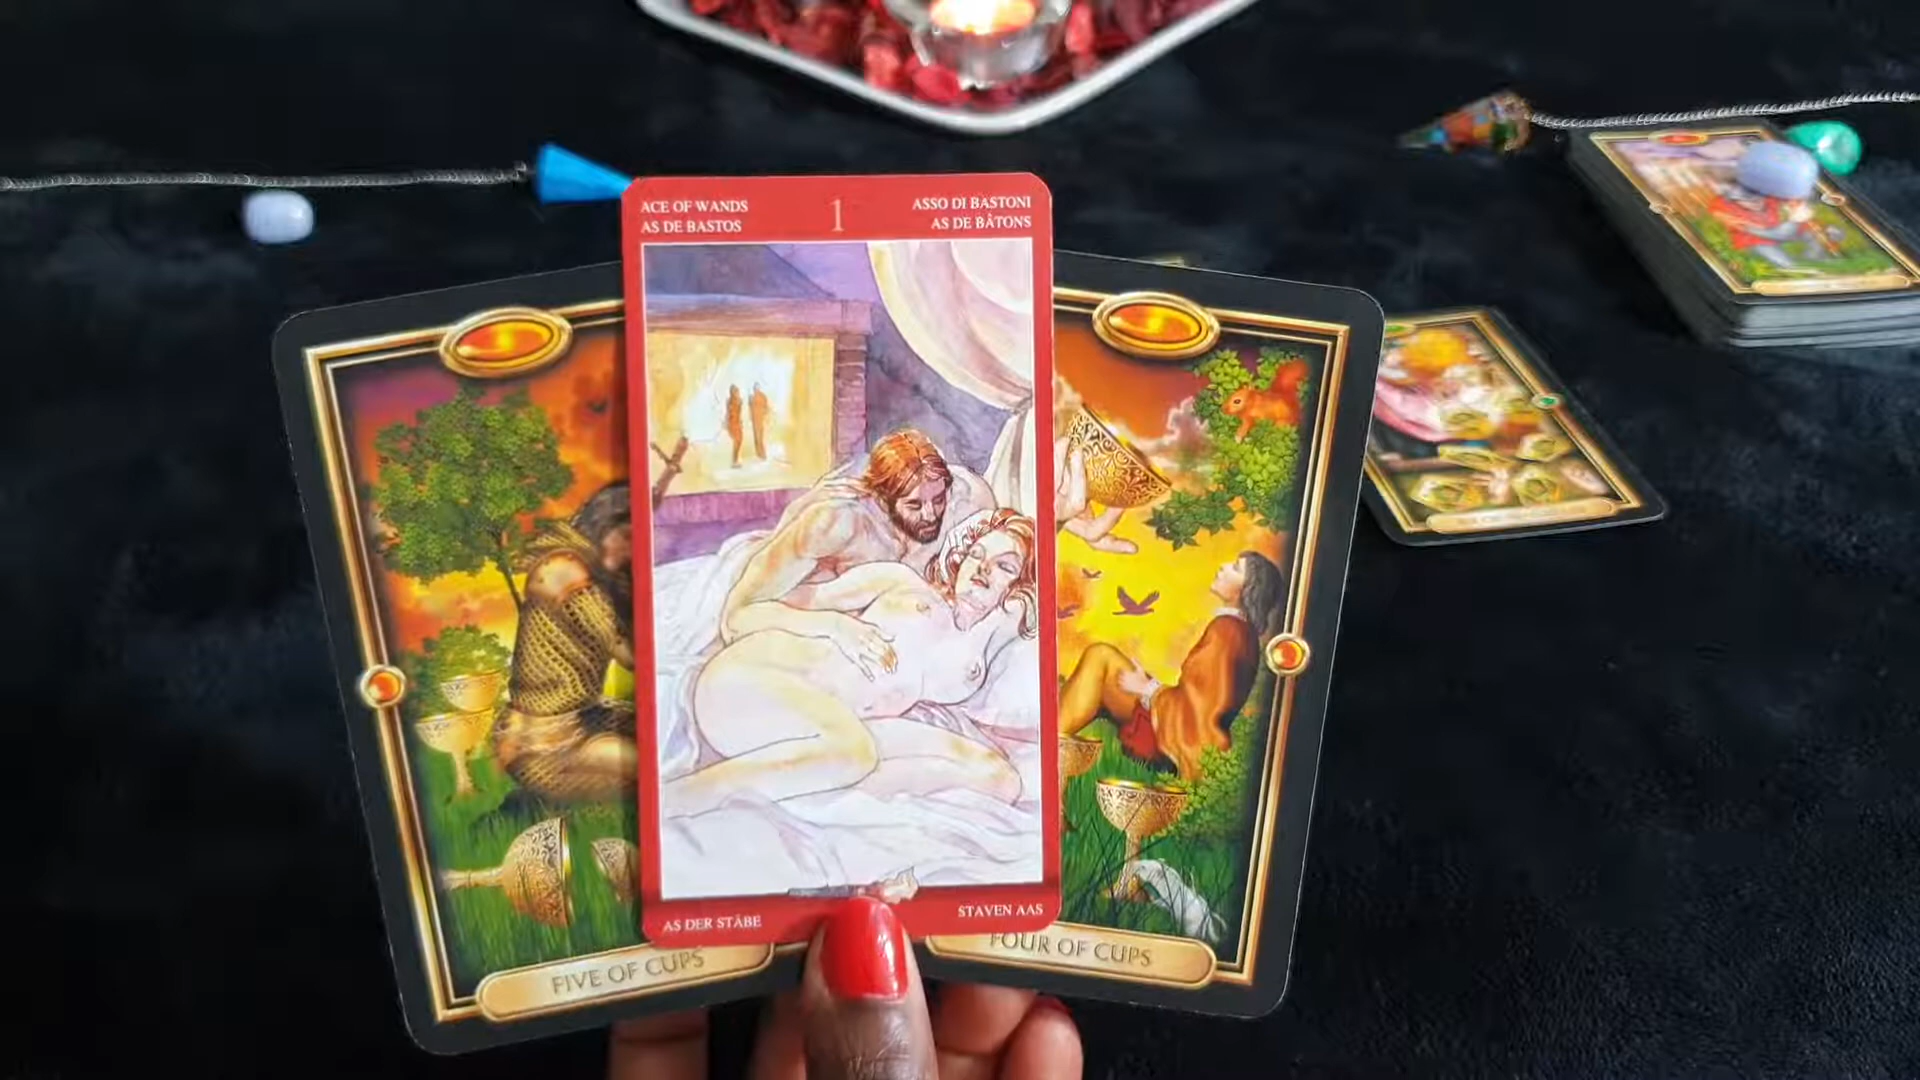 ACE OF WANDS
AS DE BASTOS
1
ASSO DI BASTONI
AS DE BÂTONS
AS DER STÄBE
STAVEN AAS
FIVE OF CUPS
FOUR OF CUPS